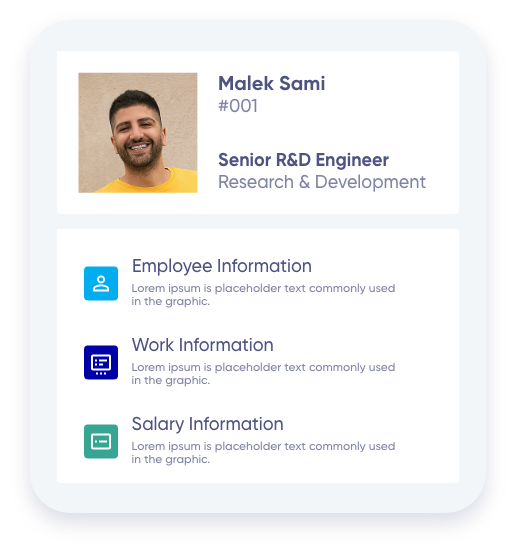 Malek Sami
#001
Senior R&D Engineer
Research & Development
Employee Information
Lorem ipsum is placeholder text commonly used
in the graphic.
Work Information
Lorem ipsum is placeholder text commonly used
in the graphic.
Salary Information
Lorem ipsum is placeholder text commonly used
in the graphic.